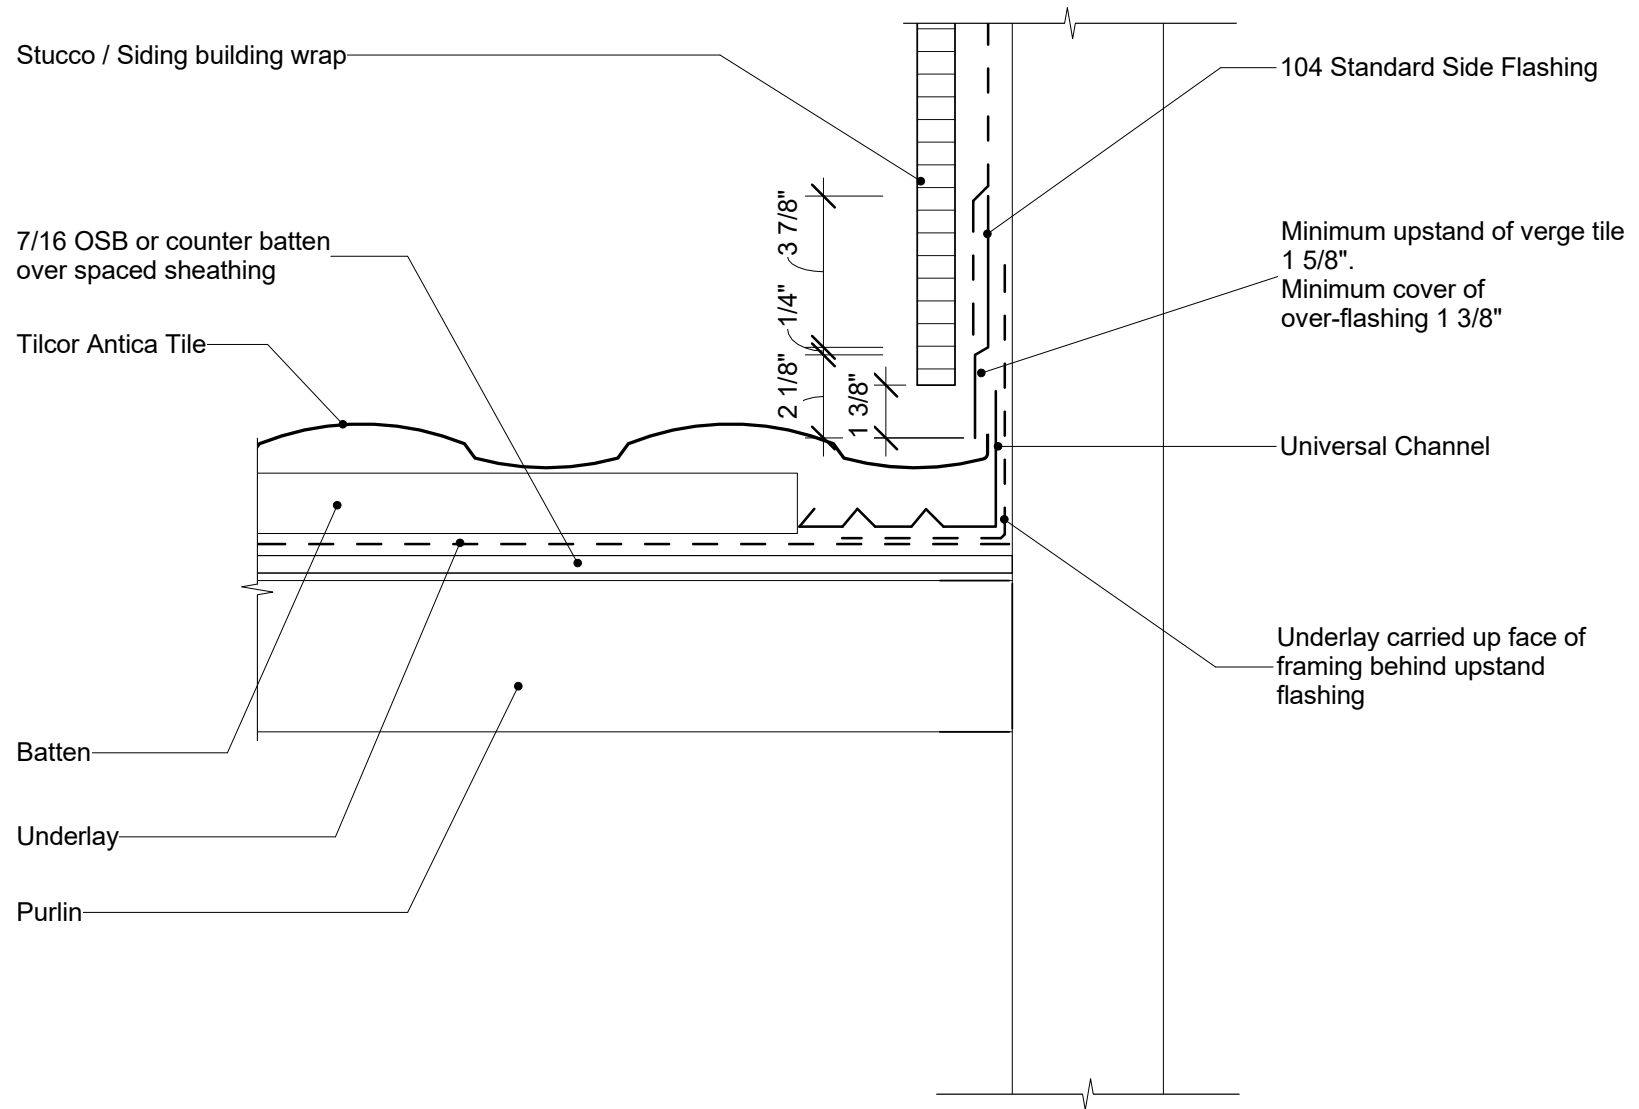 Stucco / Siding building wrap
104 Standard Side Flashing
3 7/8"
7/16 OSB or counter batten
over spaced sheathing
Minimum upstand of verge tile
1 5/8".
Minimum cover of
over-flashing 1 3/8"
1/4"
Tilcor Antica Tile
2 1/8"
1 3/8"
Universal Channel
Underlay carried up face of
framing behind upstand
flashing
Batten
Underlay
Purlin